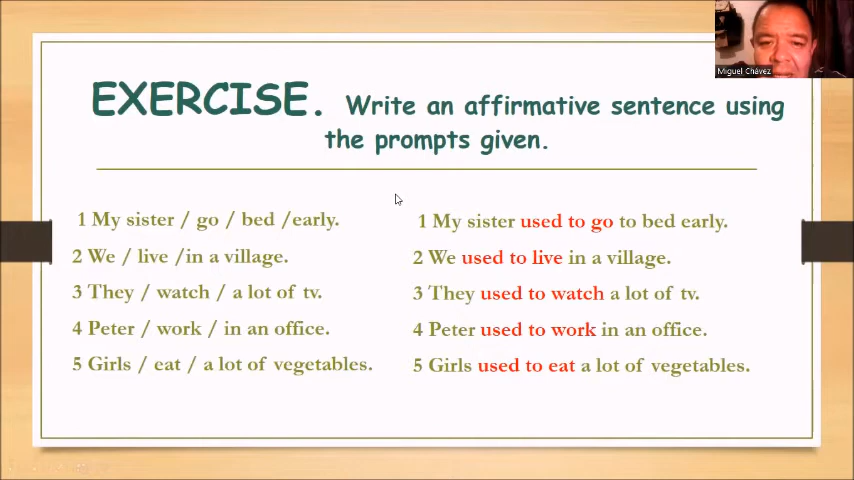 Miguel Chávez
EXERCISE. Write an affirmative sentence using
the prompts given.
1 My sister / go / bed /early.
2 We / live /in a village.
3 They / watch / a lot of tv.
4 Peter / work / in an office.
5 Girls / eat / a lot of vegetables.
1 My sister used to go to bed early.
2 We used to live in a village.
3 They used to watch a lot of tv.
4 Peter used to work in an office.
5 Girls used to eat a lot of vegetables.